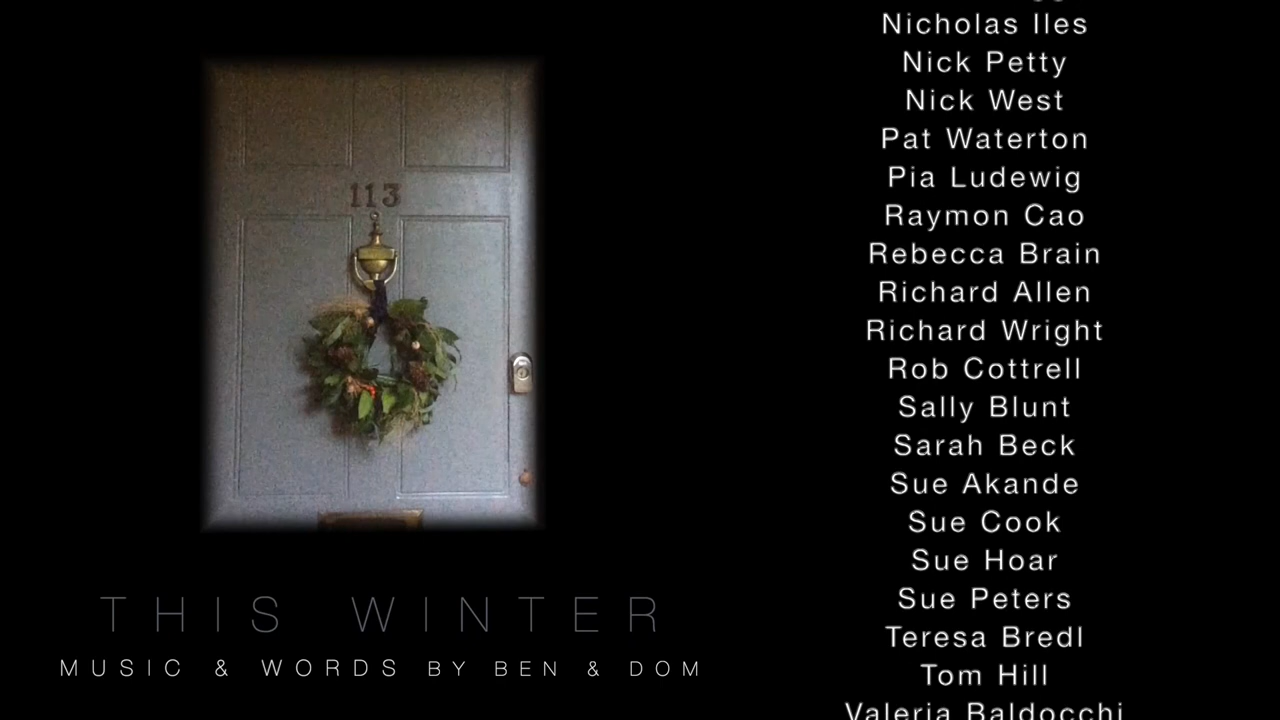 113
THIS WINTER
MUSIC & WORDS BY BEN & DOM
Nicholas Iles
Nick Petty
Nick West
Pat Waterton
Pia Ludewig
Raymon Cao
Rebecca Brain
Richard Allen
Richard Wright
Rob Cottrell
Sally Blunt
Sarah Beck
Sue Akande
Sue Cook
Sue Hoar
Sue Peters
Teresa Bredl
Tom Hill
Valeria Baldocchi